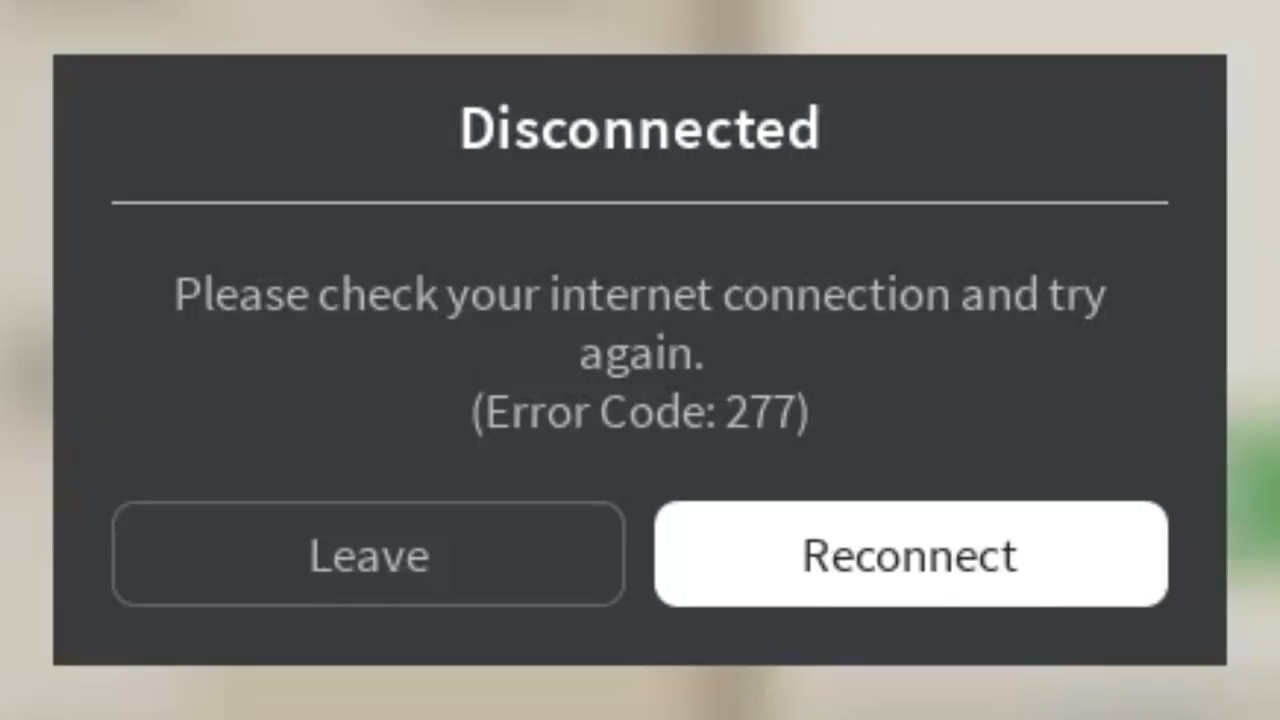 Disconnected
Please check your internet connection and try
again.
(Error Code: 277)
Leave
Reconnect